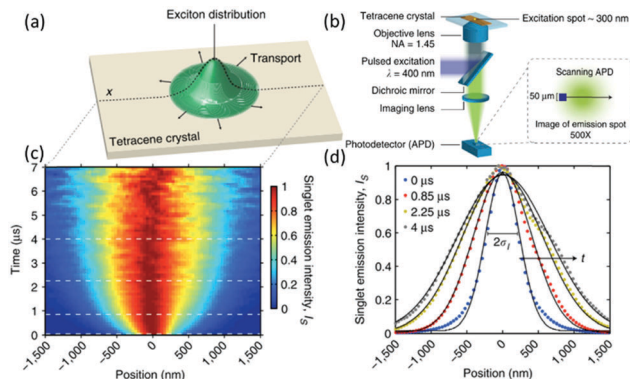 (a)
Exciton distribution
Transport
x
Tetracene crystal
(b)
Tetracene crystal
Excitation spot ~ 300 nm
Objective lens
NA = 1.45
Pulsed excitation
λ = 400 nm
Dichroic mirror
Imaging lens
Photodetector (APD)
Scanning APD
50 μm
Image of emission spot
500X
(c)
Time (μs)
7
6
5
4
3
2
1
0
-1,500 -1,000 -500 0 500 1,000 1,500
Position (nm)
1
0.8
0.6
0.4
0.2
0
Singlet emission intensity, IS
(d)
Singlet emission intensity, IS
1
0.8
0.6
0.4
0.2
0
0 μs
0.85 μs
2.25 μs
4 μs
2σI
t
-1,500 -1,000 -500 0 500 1,000 1,500
Position (nm)